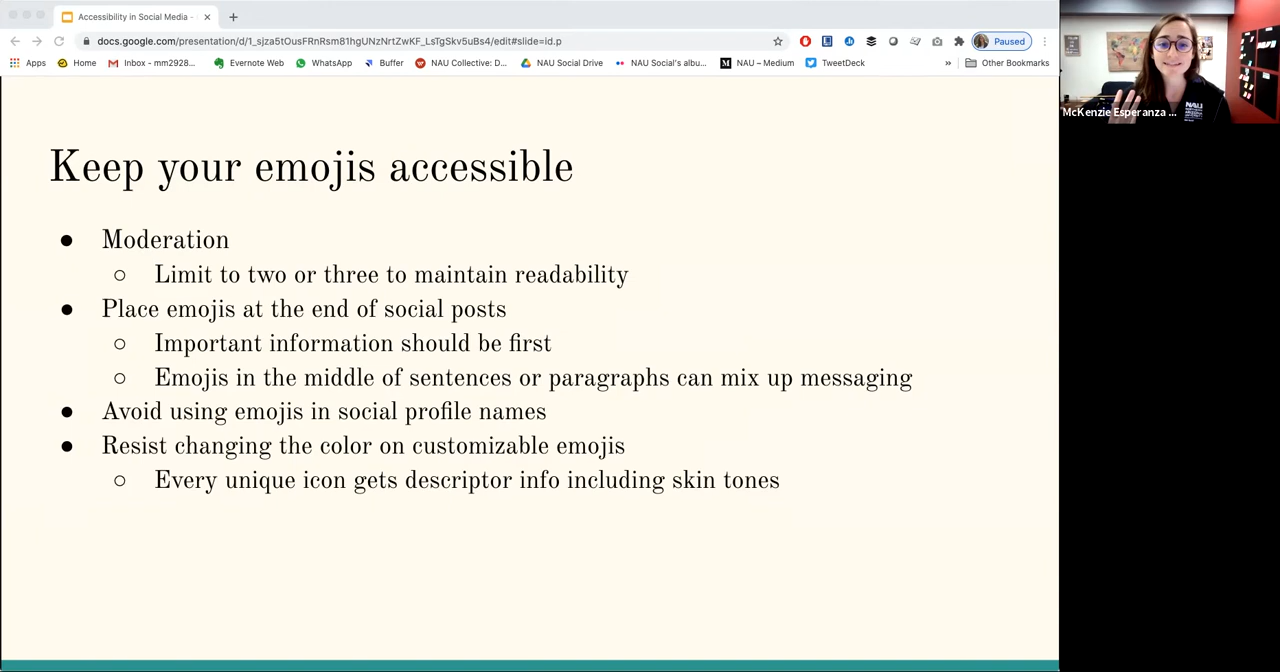 Accessibility in Social Media -
docs.google.com/presentation/d/1_sjza5tOusFRnRsm81hgUNzNrtZwKF_LsTgSkv5uBs4/edit#slide=id.p
Paused
Apps Home Inbox - mm2928... Evernote Web WhatsApp Buffer NAU Collective: D... NAU Social Drive NAU Social's albu... NAU – Medium TweetDeck » Other Bookmarks
NAU
McKenzie Esperanza ...
Keep your emojis accessible
● Moderation
○ Limit to two or three to maintain readability
● Place emojis at the end of social posts
○ Important information should be first
○ Emojis in the middle of sentences or paragraphs can mix up messaging
● Avoid using emojis in social profile names
● Resist changing the color on customizable emojis
○ Every unique icon gets descriptor info including skin tones